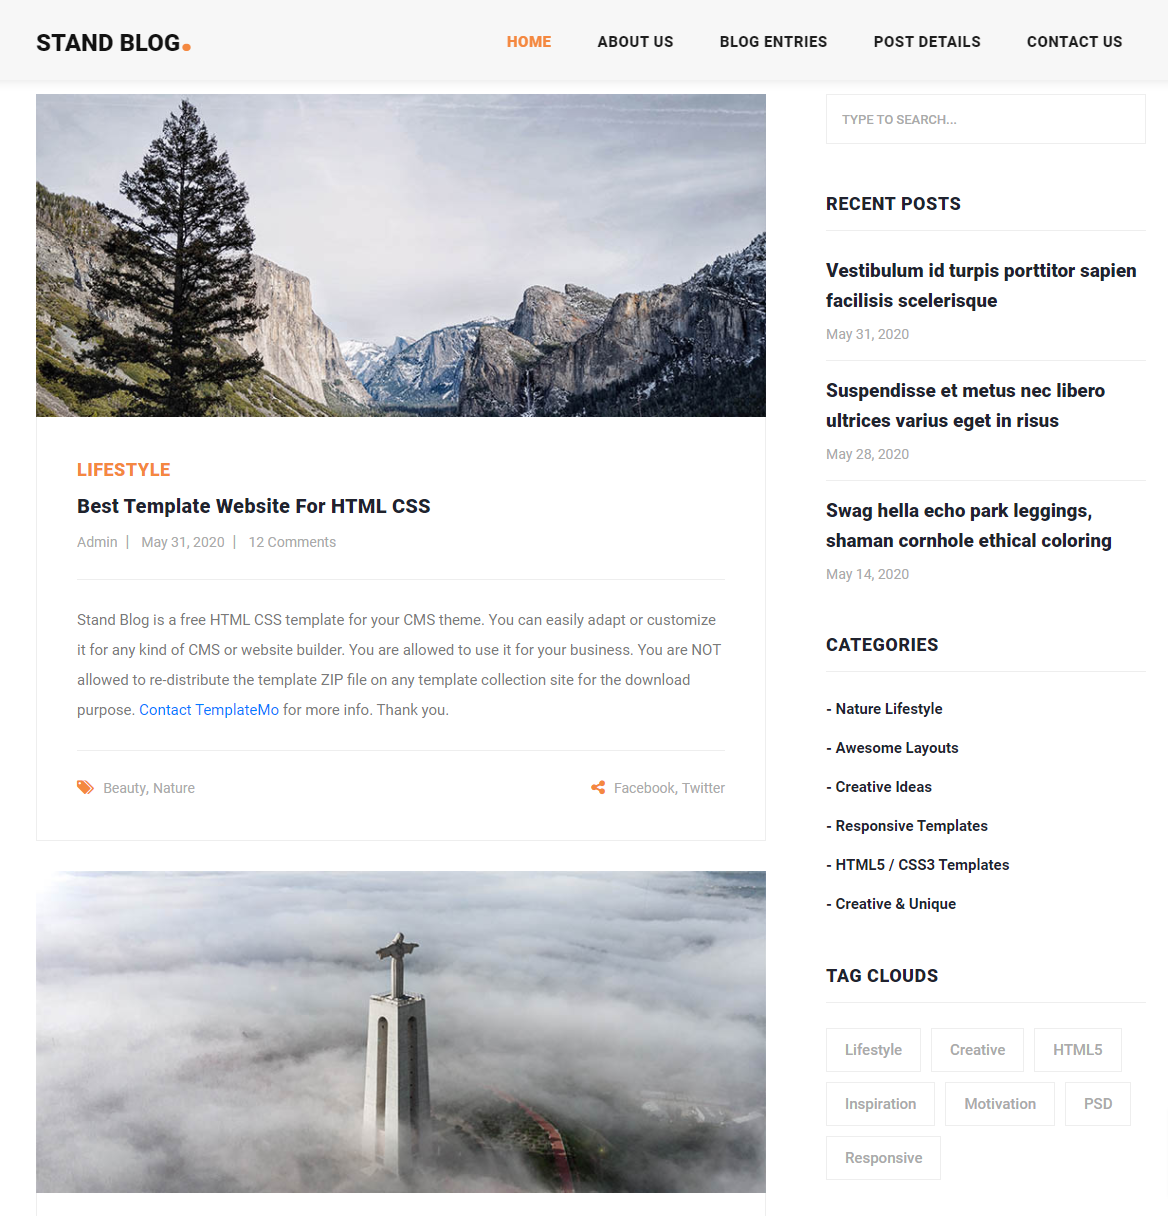 STAND BLOG.
HOME
ABOUT US
BLOG ENTRIES
POST DETAILS
CONTACT US
LIFESTYLE
Best Template Website For HTML CSS
Admin | May 31, 2020 | 12 Comments
Stand Blog is a free HTML CSS template for your CMS theme. You can easily adapt or customize
it for any kind of CMS or website builder. You are allowed to use it for your business. You are NOT
allowed to re-distribute the template ZIP file on any template collection site for the download
purpose. Contact TemplateMo for more info. Thank you.
Beauty, Nature
Facebook, Twitter
TYPE TO SEARCH...
RECENT POSTS
Vestibulum id turpis porttitor sapien
facilisis scelerisque
May 31, 2020
Suspendisse et metus nec libero
ultrices varius eget in risus
May 28, 2020
Swag hella echo park leggings,
shaman cornhole ethical coloring
May 14, 2020
CATEGORIES
- Nature Lifestyle
- Awesome Layouts
- Creative Ideas
- Responsive Templates
- HTML5 / CSS3 Templates
- Creative & Unique
TAG CLOUDS
Lifestyle
Creative
HTML5
Inspiration
Motivation
PSD
Responsive